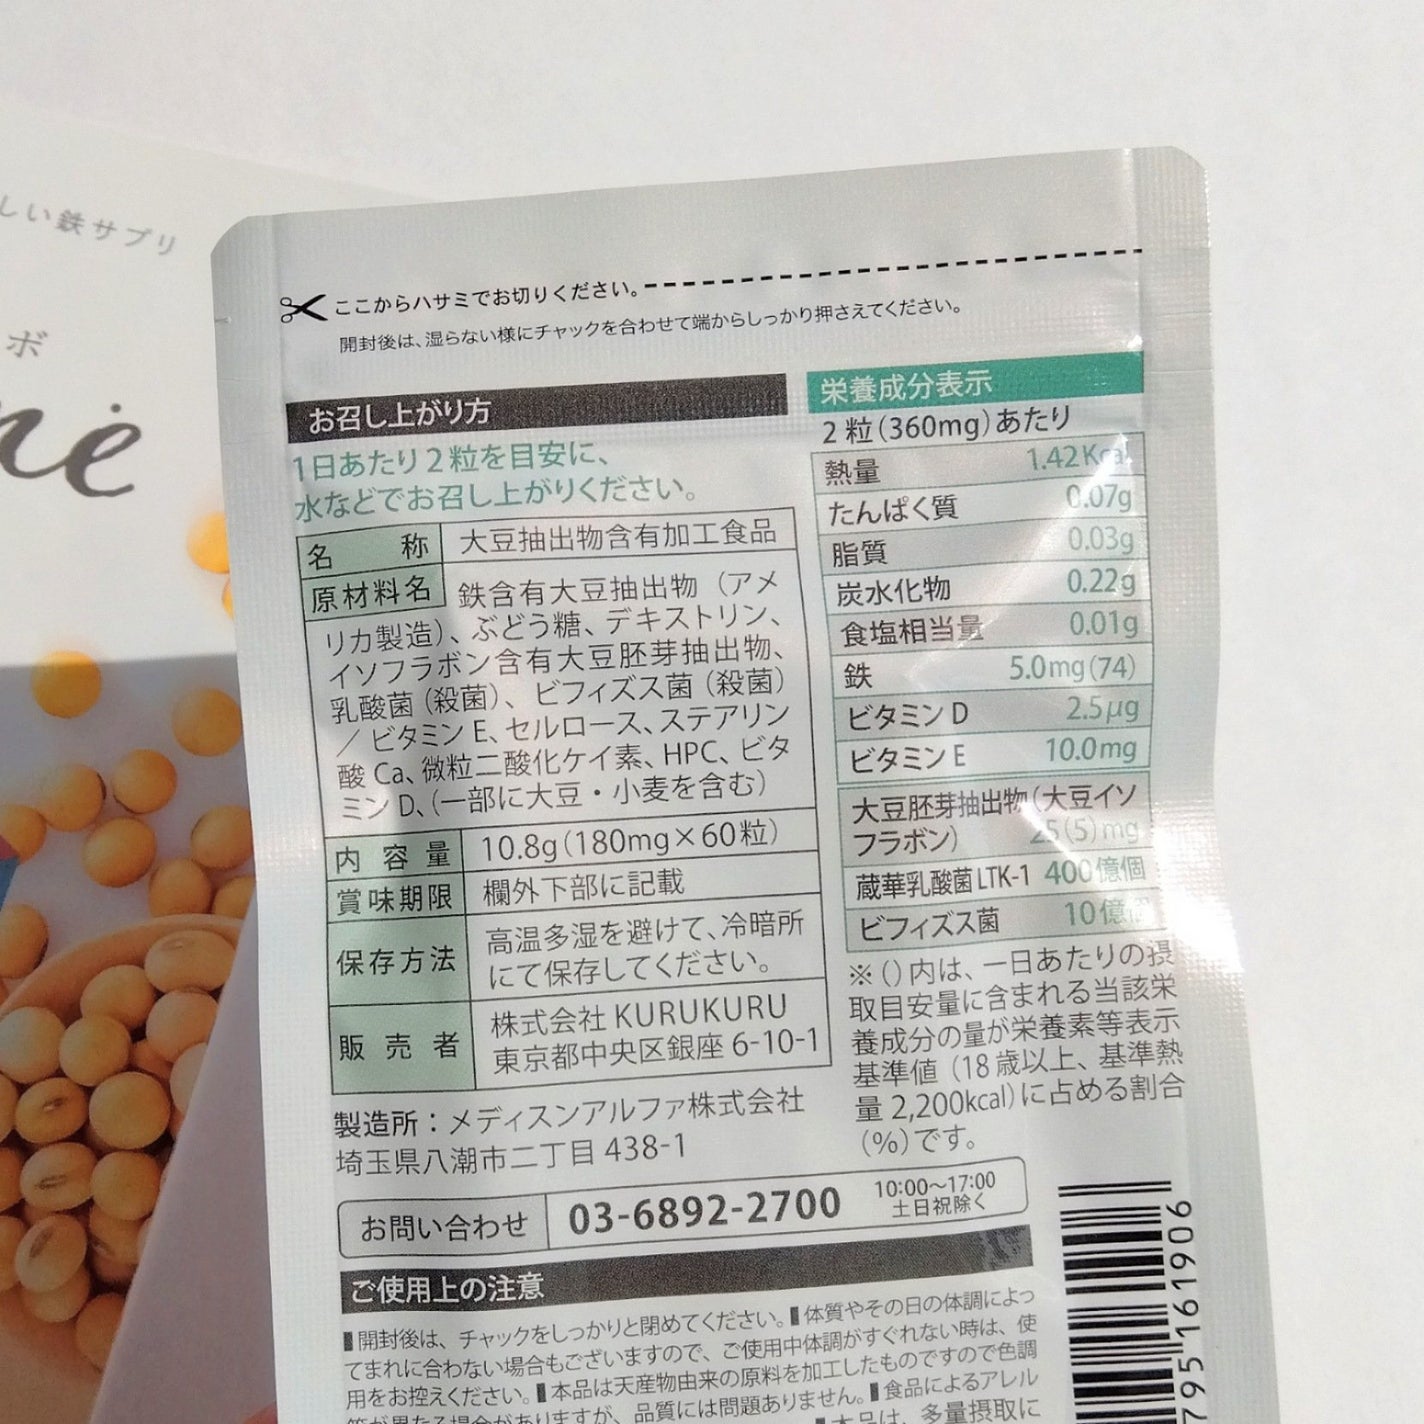 しい鉄サプリ
ボ
ne
ここからハサミでお切りください。
開封後は、湿らない様にチャックを合わせて端からしっかり押さえてください。
お召し上がり方
1日あたり2粒を目安に、
水などでお召し上がりください。
名 称 大豆抽出物含有加工食品
原材料名 鉄含有大豆抽出物（アメ
リカ製造）、ぶどう糖、デキストリン、
イソフラボン含有大豆胚芽抽出物、
乳酸菌（殺菌）、ビフィズス菌（殺菌）
／ビタミンE、セルロース、ステアリン
酸Ca、微粒二酸化ケイ素、HPC、ビタ
ミンD、（一部に大豆・小麦を含む）
内容量 10.8g（180mg×60粒）
賞味期限 欄外下部に記載
保存方法 高温多湿を避けて、冷暗所
にて保存してください。
販売者 株式会社 KURUKURU
東京都中央区銀座 6-10-1
製造所：メディスンアルファ株式会社
埼玉県八潮市二丁目 438-1
お問い合わせ 03-6892-2700 10:00〜17:00
土日祝除く
栄養成分表示
2粒（360mg）あたり
熱量 1.42Kcal
たんぱく質 0.07g
脂質 0.03g
炭水化物 0.22g
食塩相当量 0.01g
鉄 5.0mg(74)
ビタミンD 2.5μg
ビタミンE 10.0mg
大豆胚芽抽出物（大豆イソ
フラボン） 25(5)mg
蔵華乳酸菌LTK-1 400億個
ビフィズス菌 10億個
※（）内は、一日あたりの摂
取目安量に含まれる当該栄
養成分の量が栄養素等表示
基準値（18歳以上、基準熱
量2,200kcal）に占める割合
（%）です。
ご使用上の注意
▮開封後は、チャックをしっかりと閉めてください。▮体質やその日の体調によっ
てまれに合わない場合もございますので、ご使用中体調がすぐれない時は、使
用をお控えください。▮本品は天産物由来の原料を加工したものですので色調
等が異なる場合がありますが、品質には問題ありません。▮食品によるアレル
▮本品は、多量摂取に
795161906